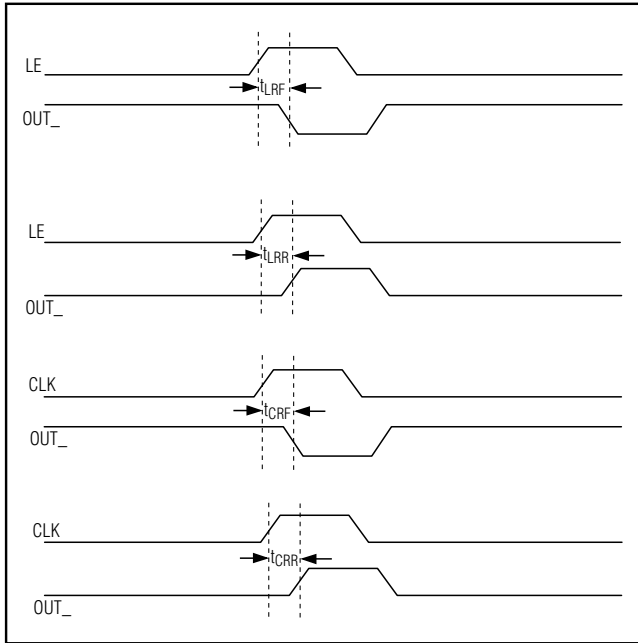 LE
tLRF
OUT_
LE
tLRR
OUT_
CLK
tCRF
OUT_
CLK
tCRR
OUT_